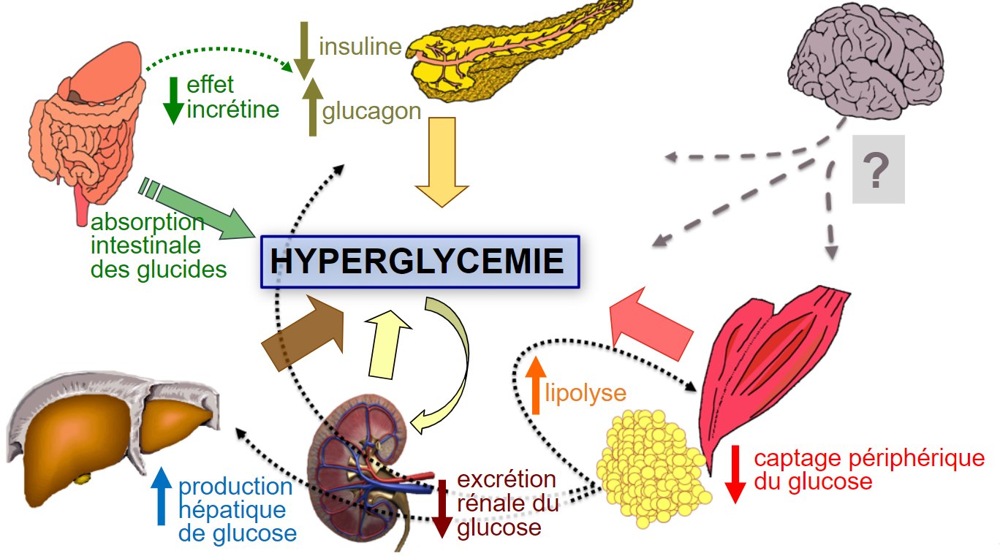 insuline
effet
incrétine
glucagon
?
absorption
intestinale
des glucides
HYPERGLYCEMIE
lipolyse
captage périphérique
du glucose
production
hépatique
de glucose
excrétion
rénale du
glucose